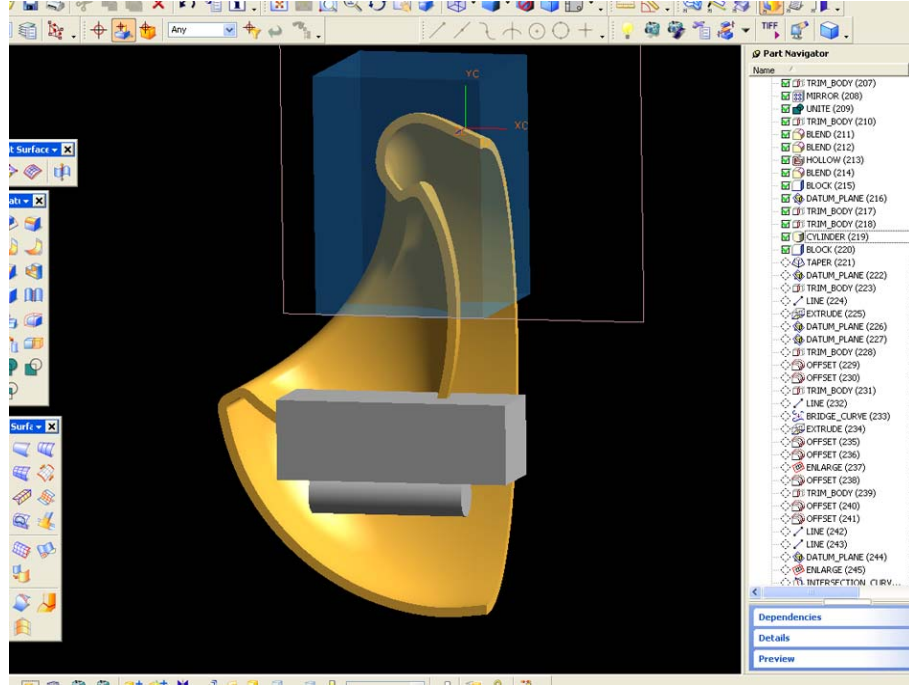 Any
TIFF
Part Navigator
Name
TRIM_BODY (207)
MIRROR (208)
UNITE (209)
TRIM_BODY (210)
BLEND (211)
BLEND (212)
HOLLOW (213)
BLEND (214)
BLOCK (215)
DATUM_PLANE (216)
TRIM_BODY (217)
TRIM_BODY (218)
CYLINDER (219)
BLOCK (220)
TAPER (221)
DATUM_PLANE (222)
TRIM_BODY (223)
LINE (224)
EXTRUDE (225)
DATUM_PLANE (226)
DATUM_PLANE (227)
TRIM_BODY (228)
OFFSET (229)
OFFSET (230)
TRIM_BODY (231)
LINE (232)
BRIDGE_CURVE (233)
EXTRUDE (234)
OFFSET (235)
OFFSET (236)
ENLARGE (237)
OFFSET (238)
TRIM_BODY (239)
OFFSET (240)
OFFSET (241)
LINE (242)
LINE (243)
DATUM_PLANE (244)
ENLARGE (245)
INTERSECTION_CURV...
Dependencies
Details
Preview
YC
XC
t Surface
Surfa